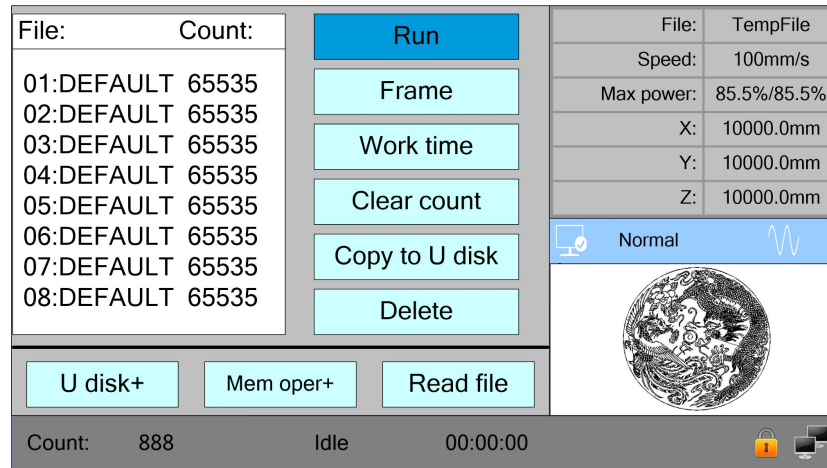 File: Count:
01:DEFAULT 65535
02:DEFAULT 65535
03:DEFAULT 65535
04:DEFAULT 65535
05:DEFAULT 65535
06:DEFAULT 65535
07:DEFAULT 65535
08:DEFAULT 65535
Run
Frame
Work time
Clear count
Copy to U disk
Delete
U disk+
Mem oper+
Read file
File: TempFile
Speed: 100mm/s
Max power: 85.5%/85.5%
X: 10000.0mm
Y: 10000.0mm
Z: 10000.0mm
Normal
Count: 888 Idle 00:00:00